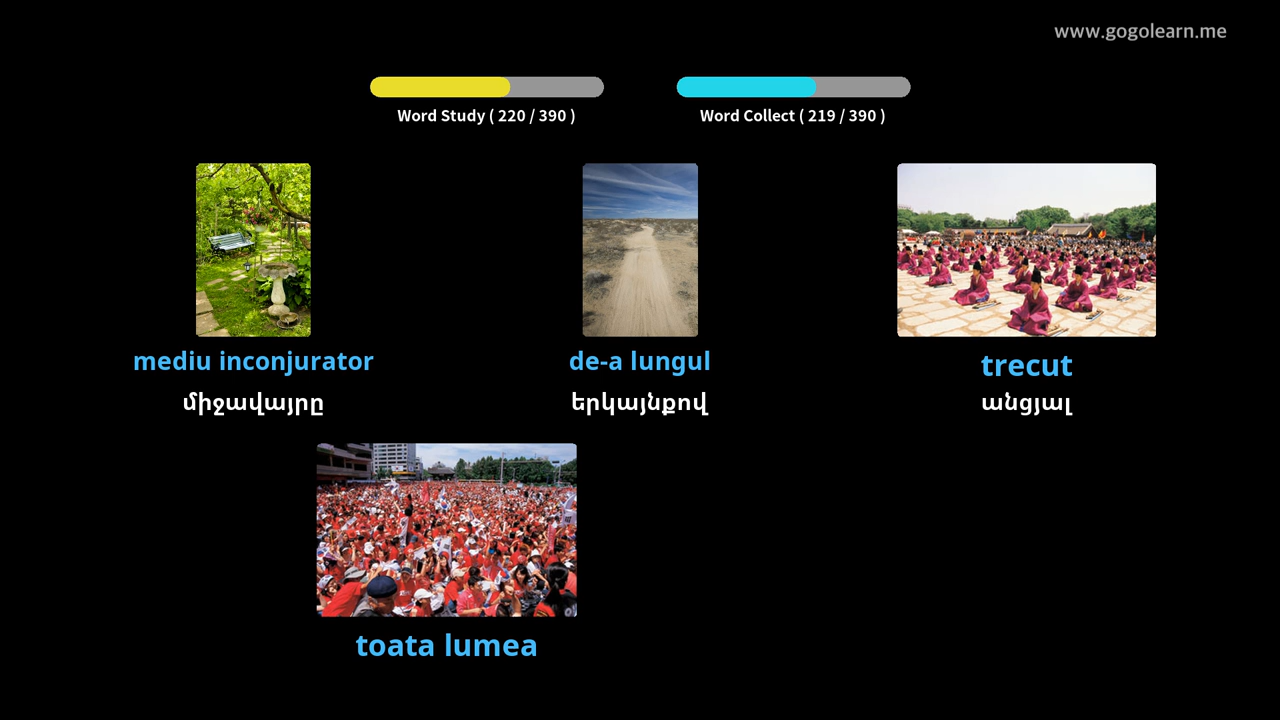 www.gogolearn.me
Word Study ( 220 / 390 )
Word Collect ( 219 / 390 )
mediu inconjurator
de-a lungul
trecut
միջավայրը
երկայնքով
անցյալ
toata lumea